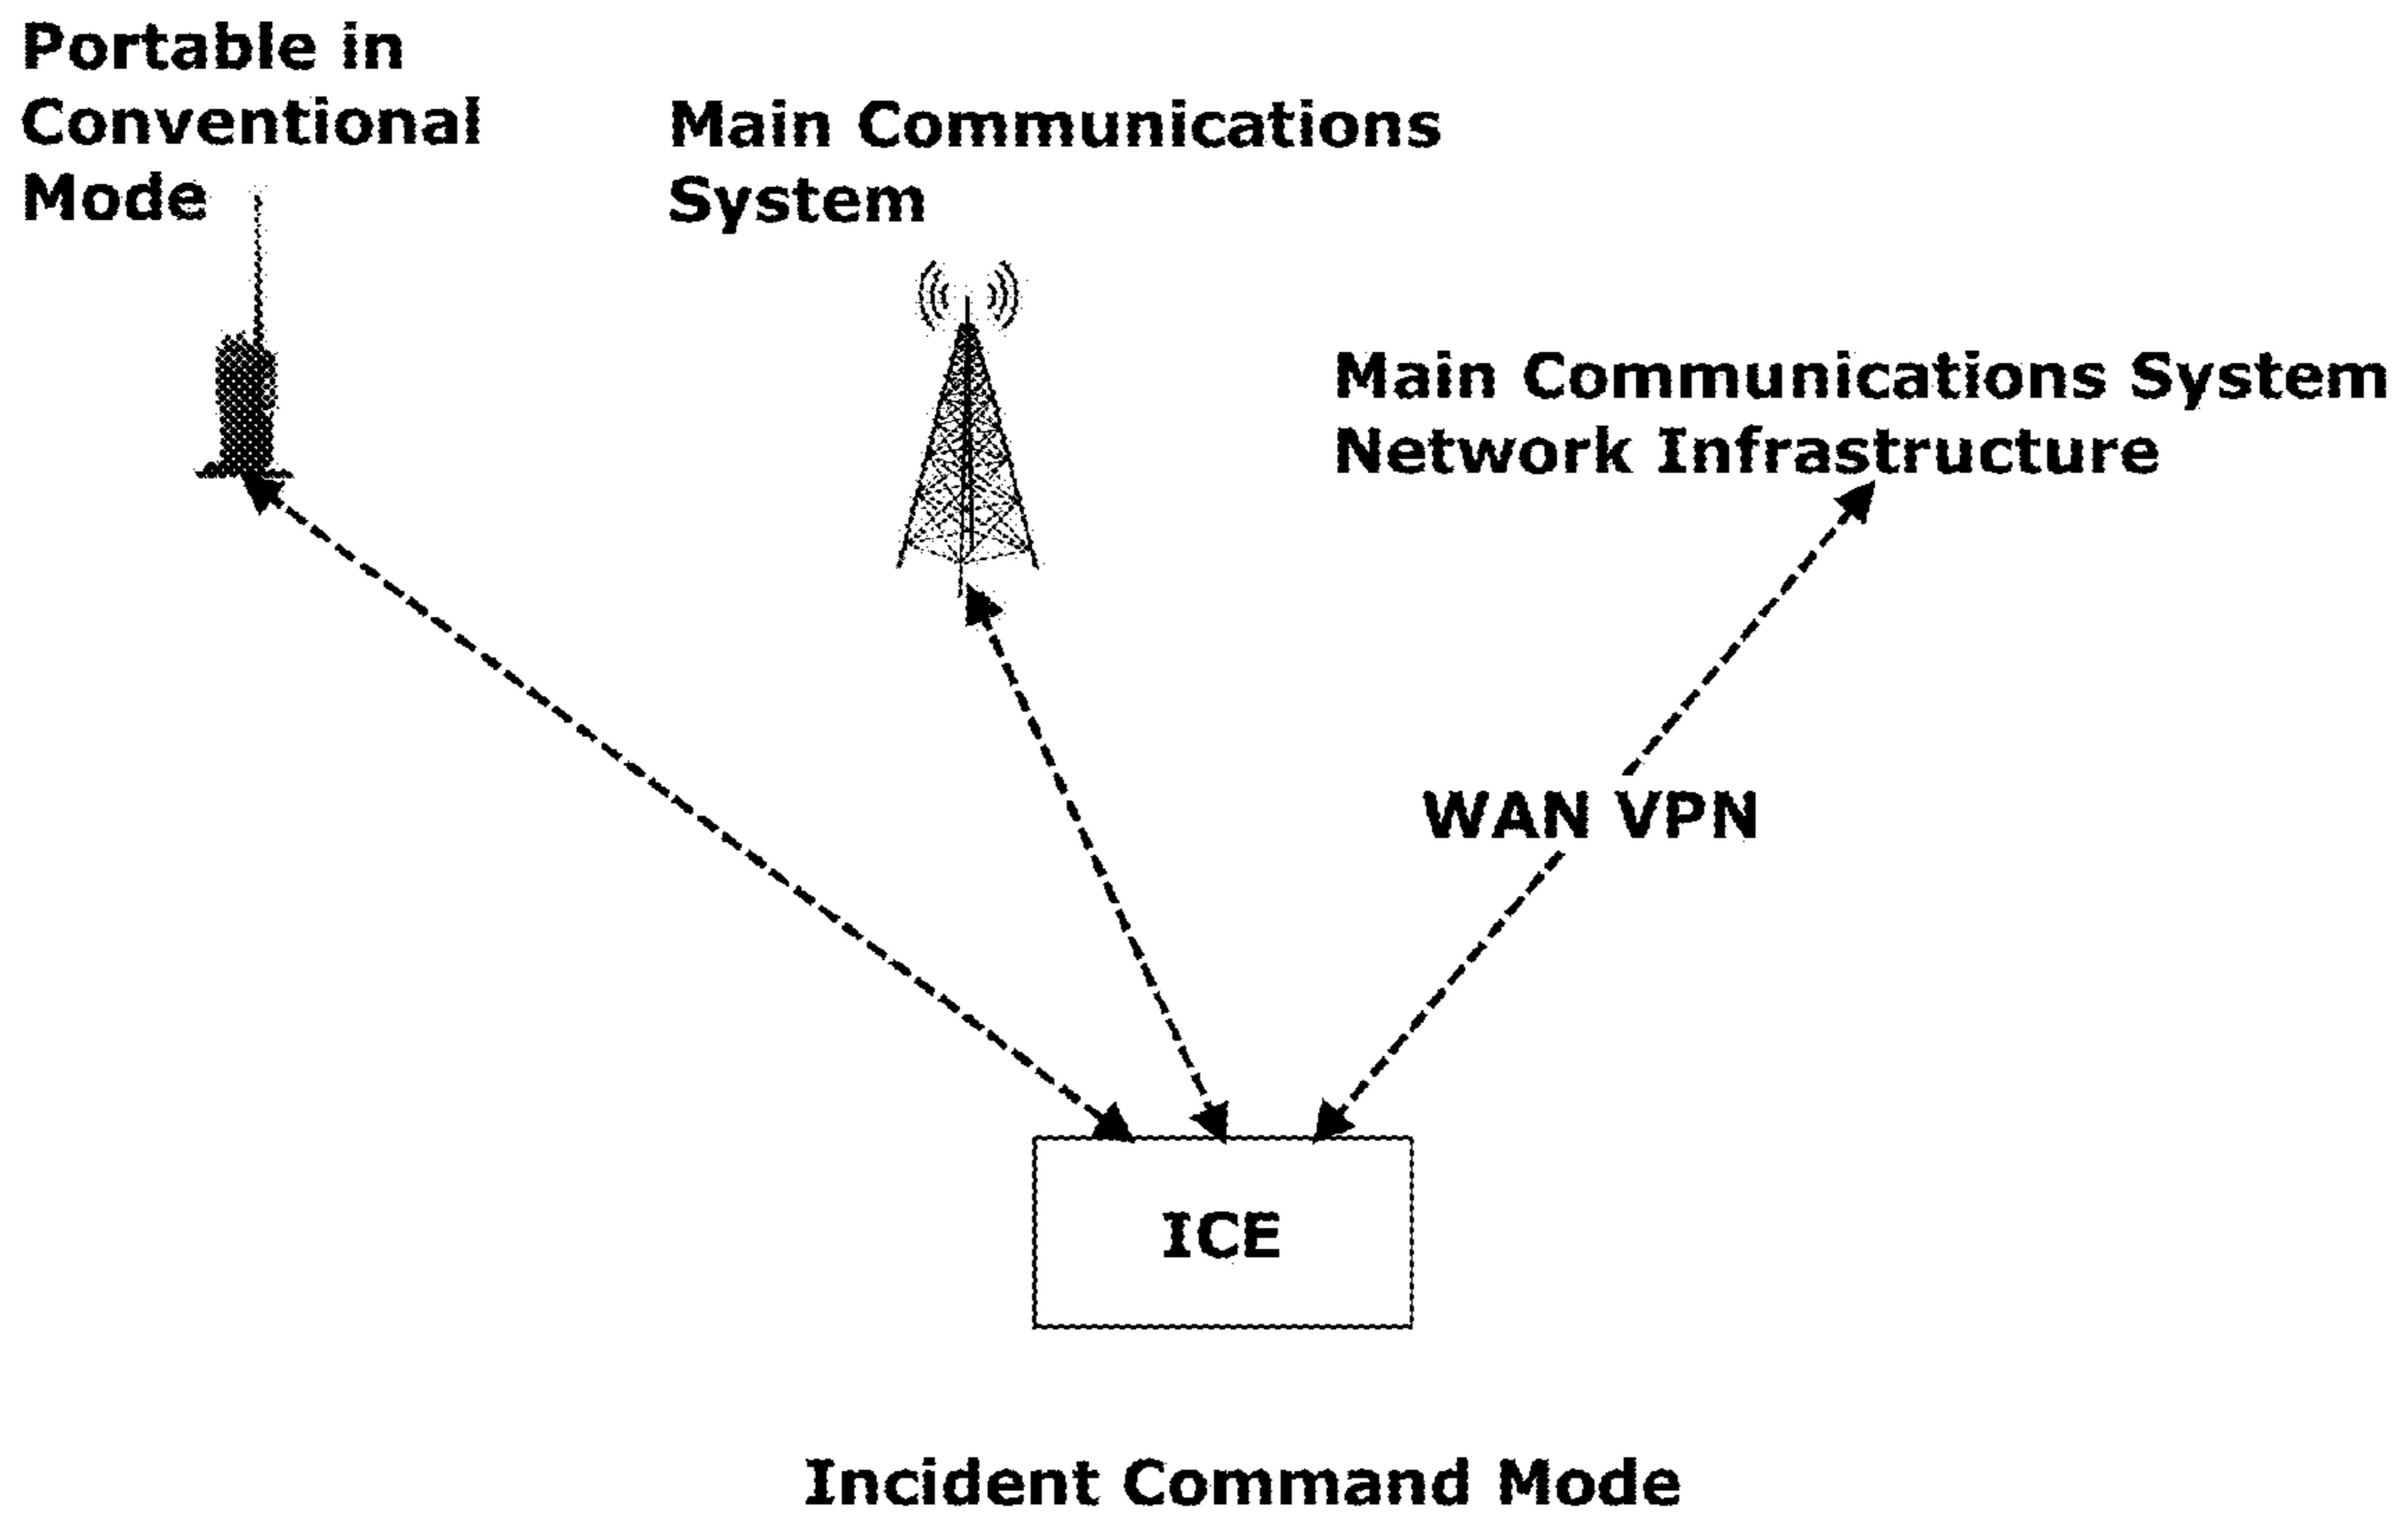 Portable in
Conventional
Mode
Main Communications
System
Main Communications System
Network Infrastructure
WAN VPN
ICE
Incident Command Mode